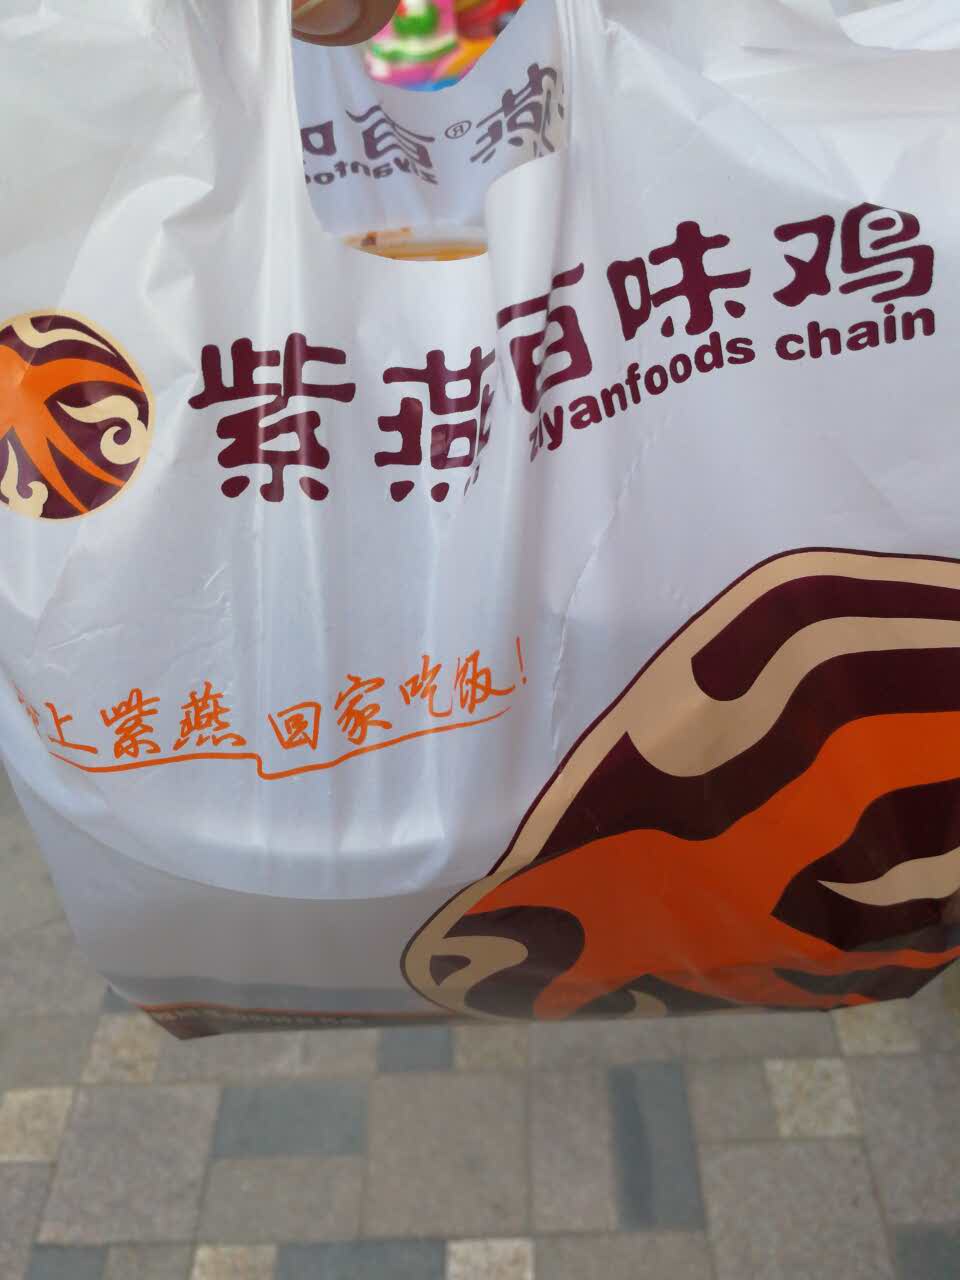 紫燕百味鸡
ziyanfoods chain
上紫燕 回家吃饭!